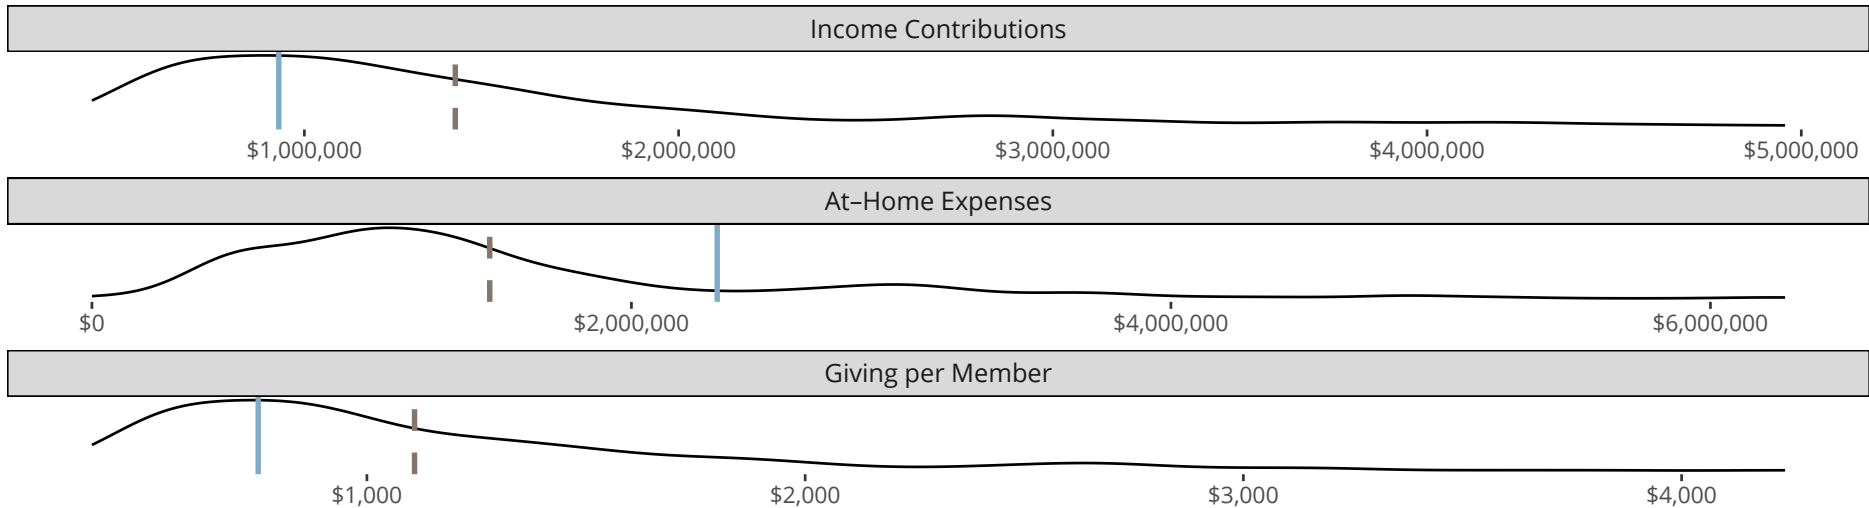 Income Contributions
$1,000,000 $2,000,000 $3,000,000 $4,000,000 $5,000,000
At–Home Expenses
$0 $2,000,000 $4,000,000 $6,000,000
Giving per Member
$1,000 $2,000 $3,000 $4,000